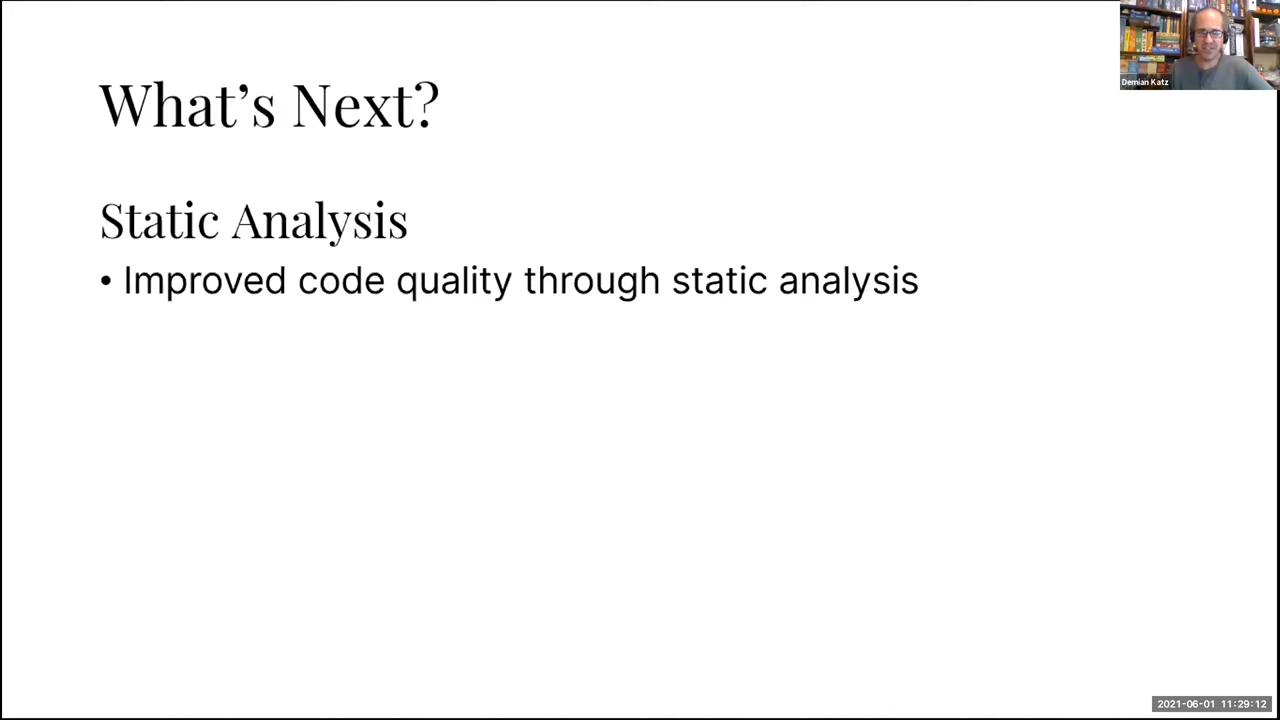 What's Next?
Static Analysis
• Improved code quality through static analysis
Demian Katz
2021-06-01 11:29:12